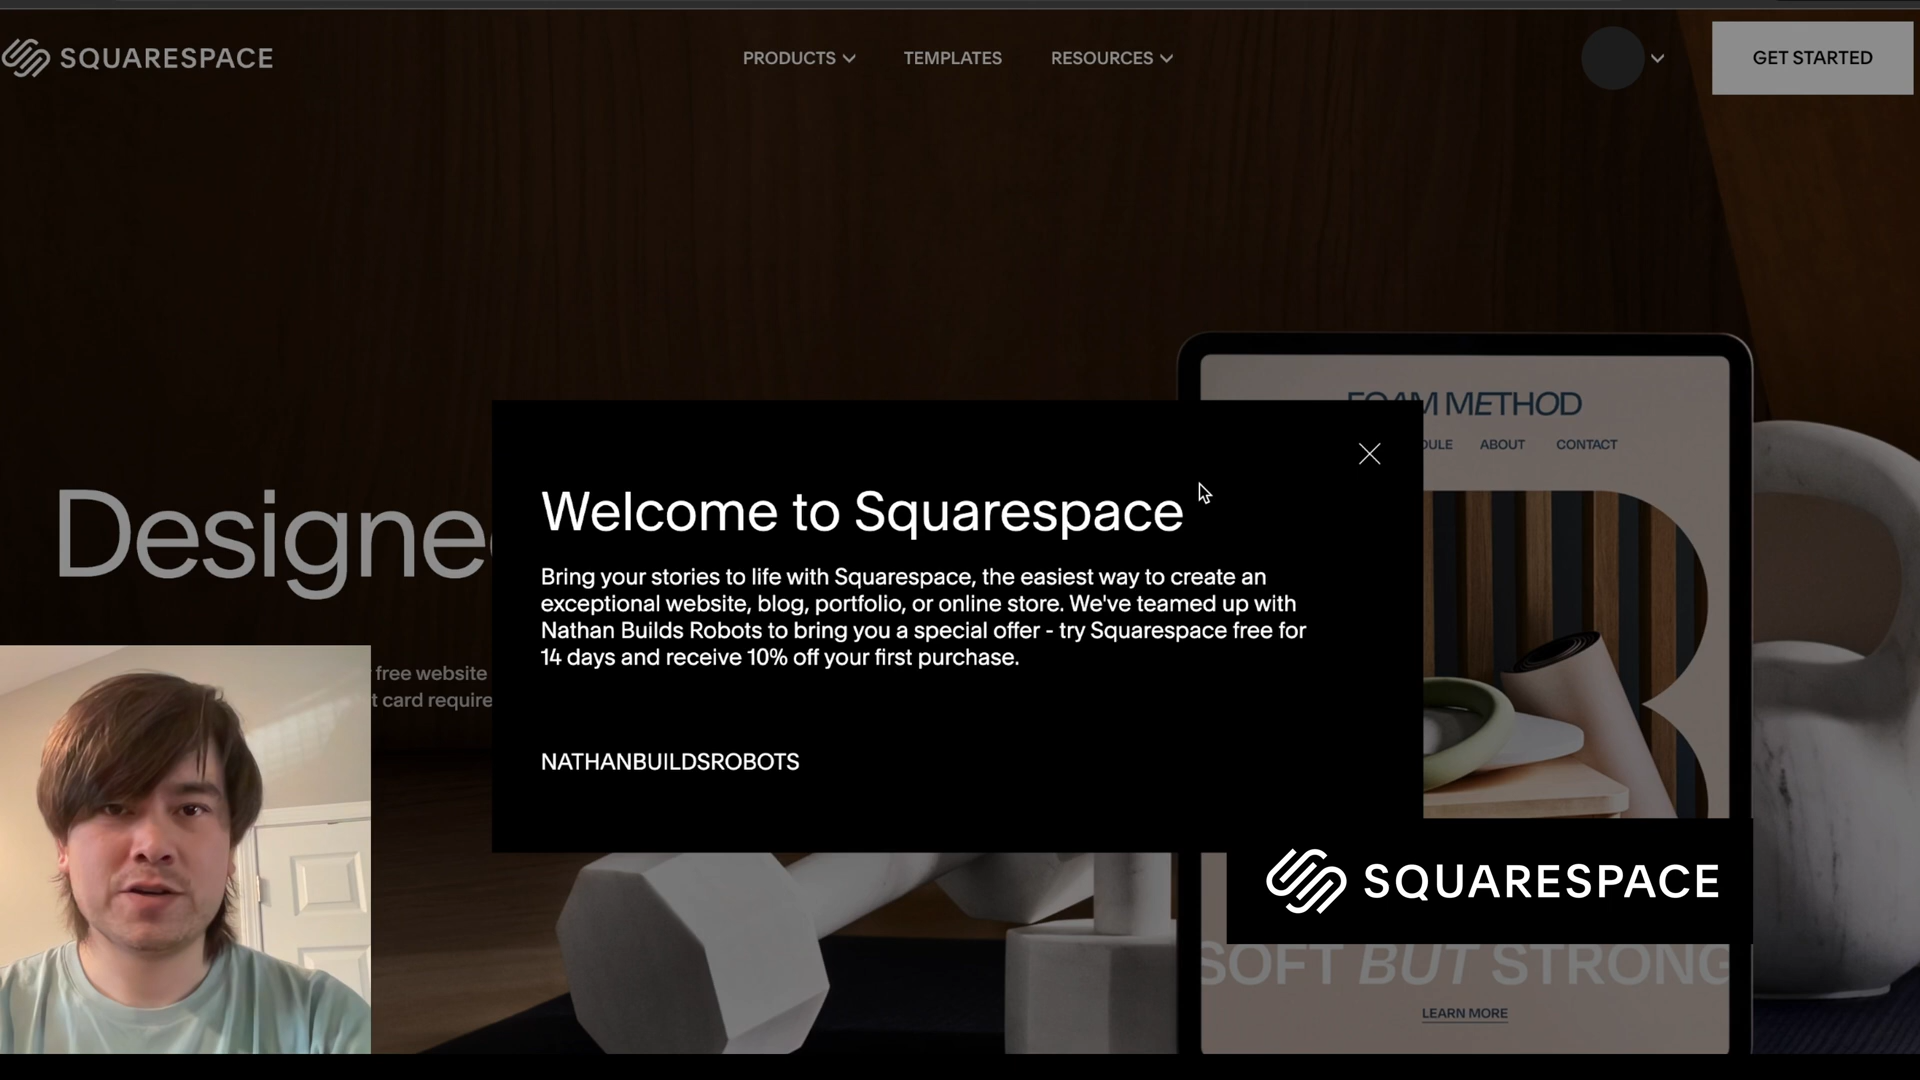 SQUARESPACE
PRODUCTS
TEMPLATES
RESOURCES
GET STARTED
FOAM METHOD
ABOUT
CONTACT
Welcome to Squarespace
Bring your stories to life with Squarespace, the easiest way to create an
exceptional website, blog, portfolio, or online store. We've teamed up with
Nathan Builds Robots to bring you a special offer - try Squarespace free for
14 days and receive 10% off your first purchase.
NATHANBUILDSROBOTS
Designe
free website
t card require
SQUARESPACE
SOFT BUT STRONG
LEARN MORE